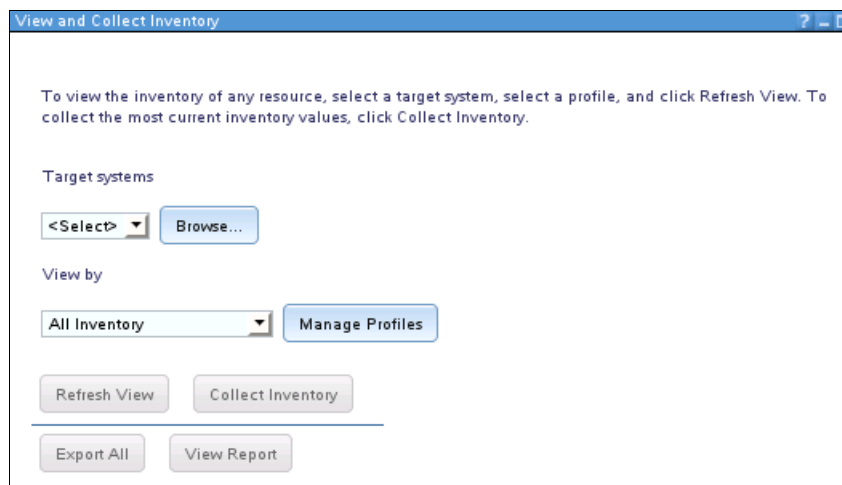 View and Collect Inventory ?
To view the inventory of any resource, select a target system, select a profile, and click Refresh View. To
collect the most current inventory values, click Collect Inventory.
Target systems
<Select> Browse...
View by
All Inventory Manage Profiles
Refresh View Collect Inventory
Export All View Report